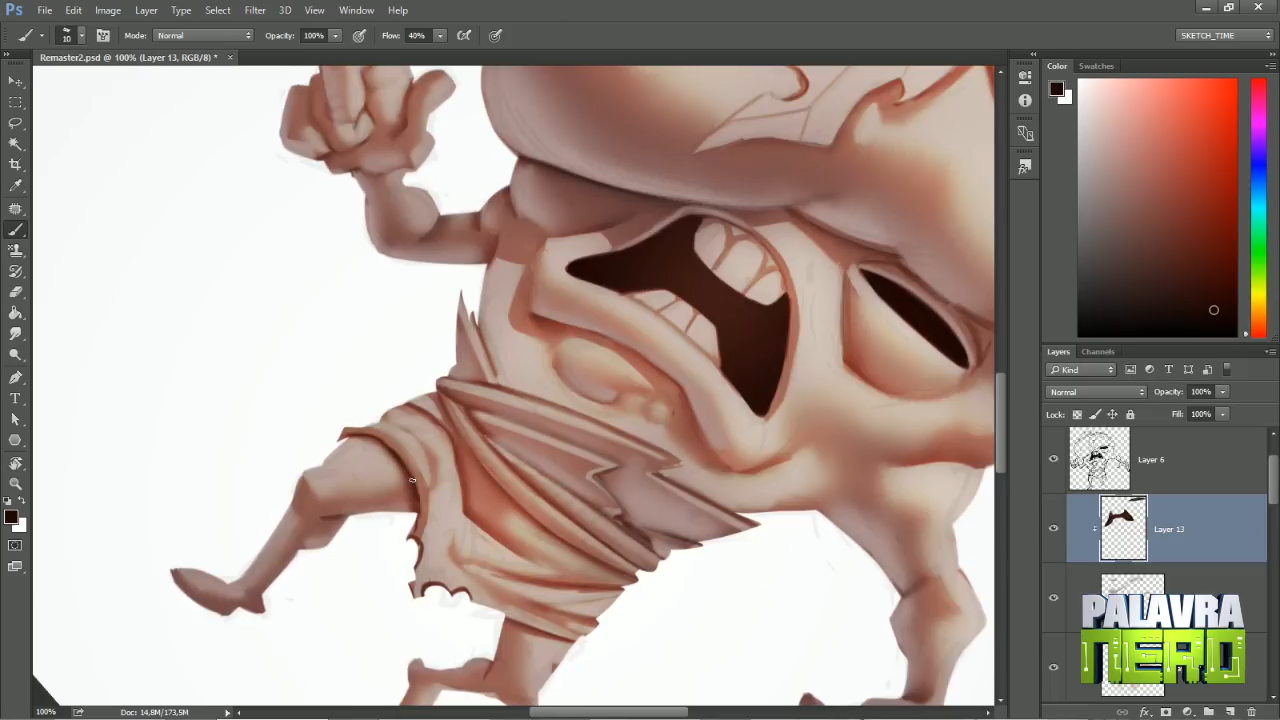 Ps File Edit Image Layer Type Select Filter 3D View Window Help
10 Mode: Normal Opacity: 100% Flow: 40% SKETCH_TIME
Remaster2.psd @ 100% (Layer 13, RGB/8) * ×
Color Swatches
Layers Channels
Kind
Normal Opacity: 100%
Lock: Fill: 100%
Layer 6
Layer 13
PALAVRA
NERD
100% Doc: 14,8M/173,5M